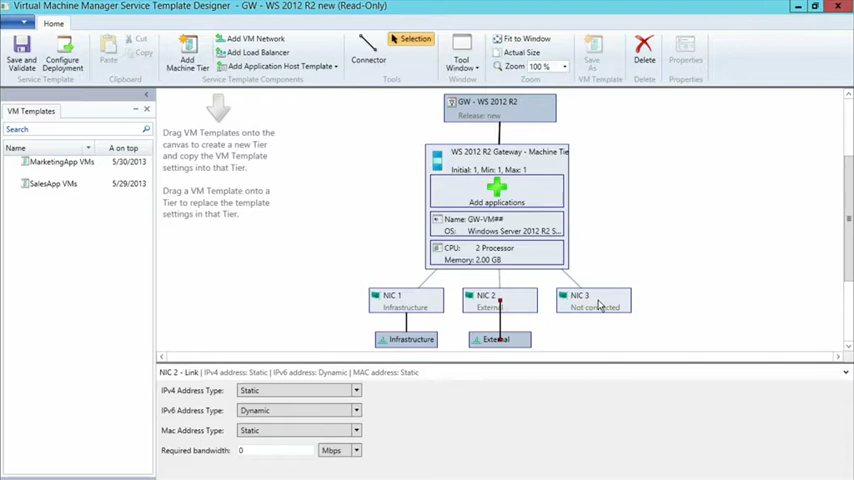 Virtual Machine Manager Service Template Designer - GW - WS 2012 R2 new (Read-Only)
Home
Save and Validate
Configure Deployment
Service Template
Paste
Cut
Copy
Clipboard
Add Machine Tier
Add VM Network
Add Load Balancer
Add Application Host Template
Service Template Components
Connector
Selection
Tools
Tool Window
Window
Fit to Window
Actual Size
Zoom 100 %
Zoom
Save As
VM Template
Delete
Delete
Properties
Properties
VM Templates
Search
Name A on top
MarketingApp VMs 5/30/2013
SalesApp VMs 5/29/2013
Drag VM Templates onto the
canvas to create a new Tier
and copy the VM Template
settings into that Tier.
Drag a VM Template onto a
Tier to replace the template
settings in that Tier.
GW - WS 2012 R2
Release: new
WS 2012 R2 Gateway - Machine Tie
Initial: 1, Min: 1, Max: 1
Add applications
Name: GW-VM##
OS: Windows Server 2012 R2 S...
CPU: 2 Processor
Memory: 2.00 GB
NIC 1
Infrastructure
NIC 2
External
NIC 3
Not connected
Infrastructure
External
NIC 2 - Link | IPv4 address: Static | IPv6 address: Dynamic | MAC address: Static
IPv4 Address Type: Static
IPv6 Address Type: Dynamic
Mac Address Type: Static
Required bandwidth: 0 Mbps